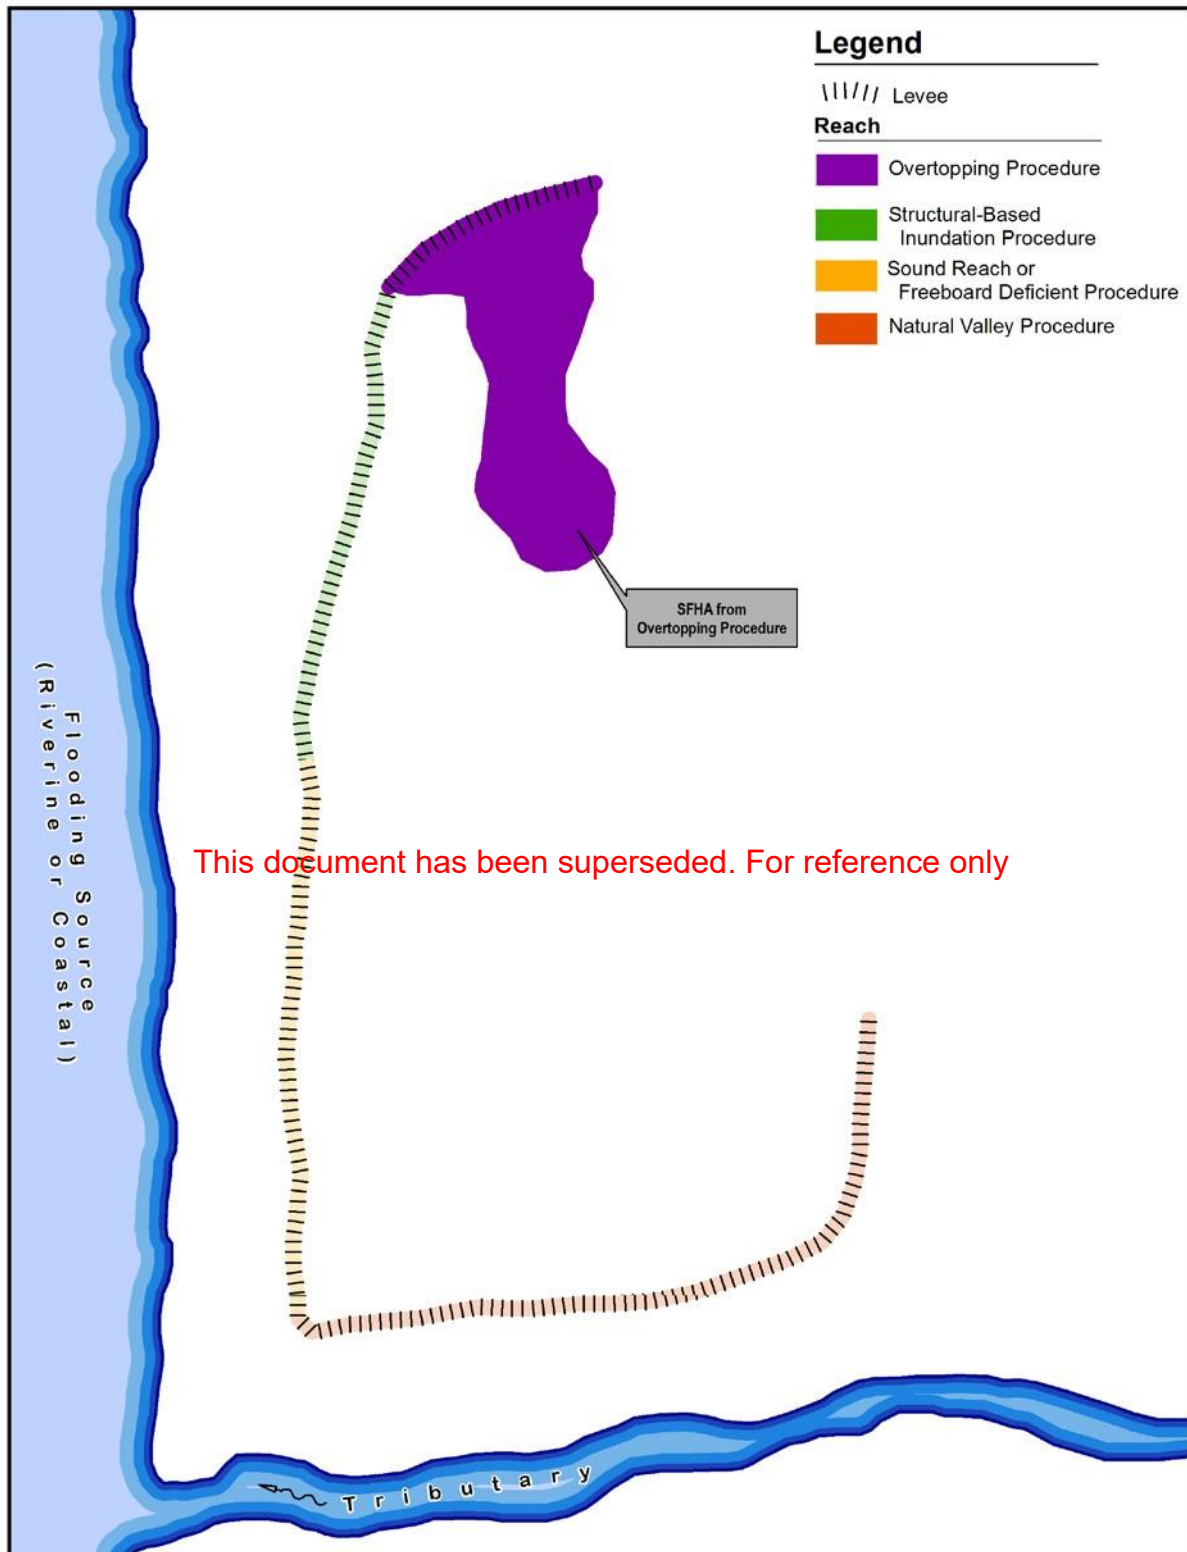 Legend
Levee
Reach
Overtopping Procedure
Structural-Based
Inundation Procedure
Sound Reach or
Freeboard Deficient Procedure
Natural Valley Procedure
SFHA from
Overtopping Procedure
Flooding Source
(Riverine or Coastal)
This document has been superseded. For reference only
Tributary